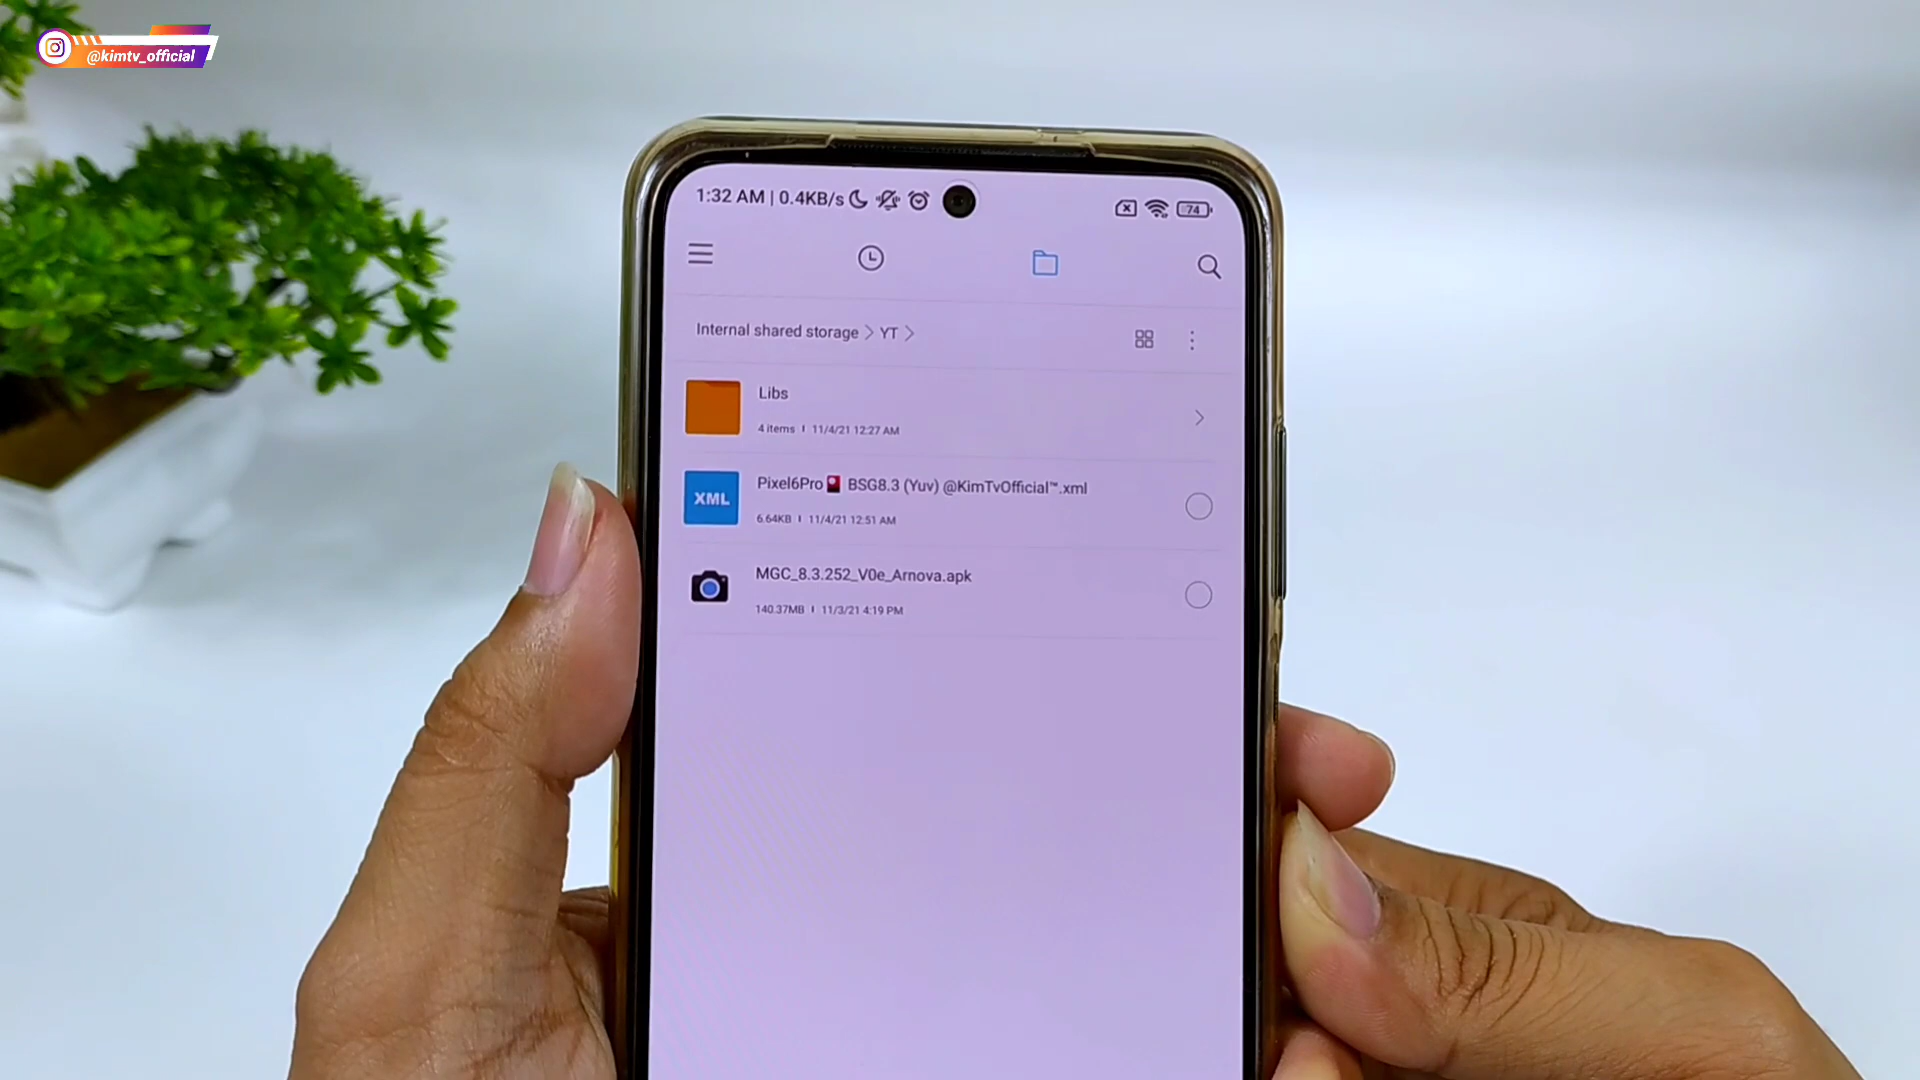 @kimtv_official
1:32 AM | 0.4KB/s
74
Internal shared storage > YT >
Libs
4 items | 11/4/21 12:27 AM
XML
Pixel6Pro🎴 BSG8.3 (Yuv) @KimTvOfficial™.xml
6.64KB | 11/4/21 12:51 AM
MGC_8.3.252_V0e_Arnova.apk
140.37MB | 11/3/21 4:19 PM